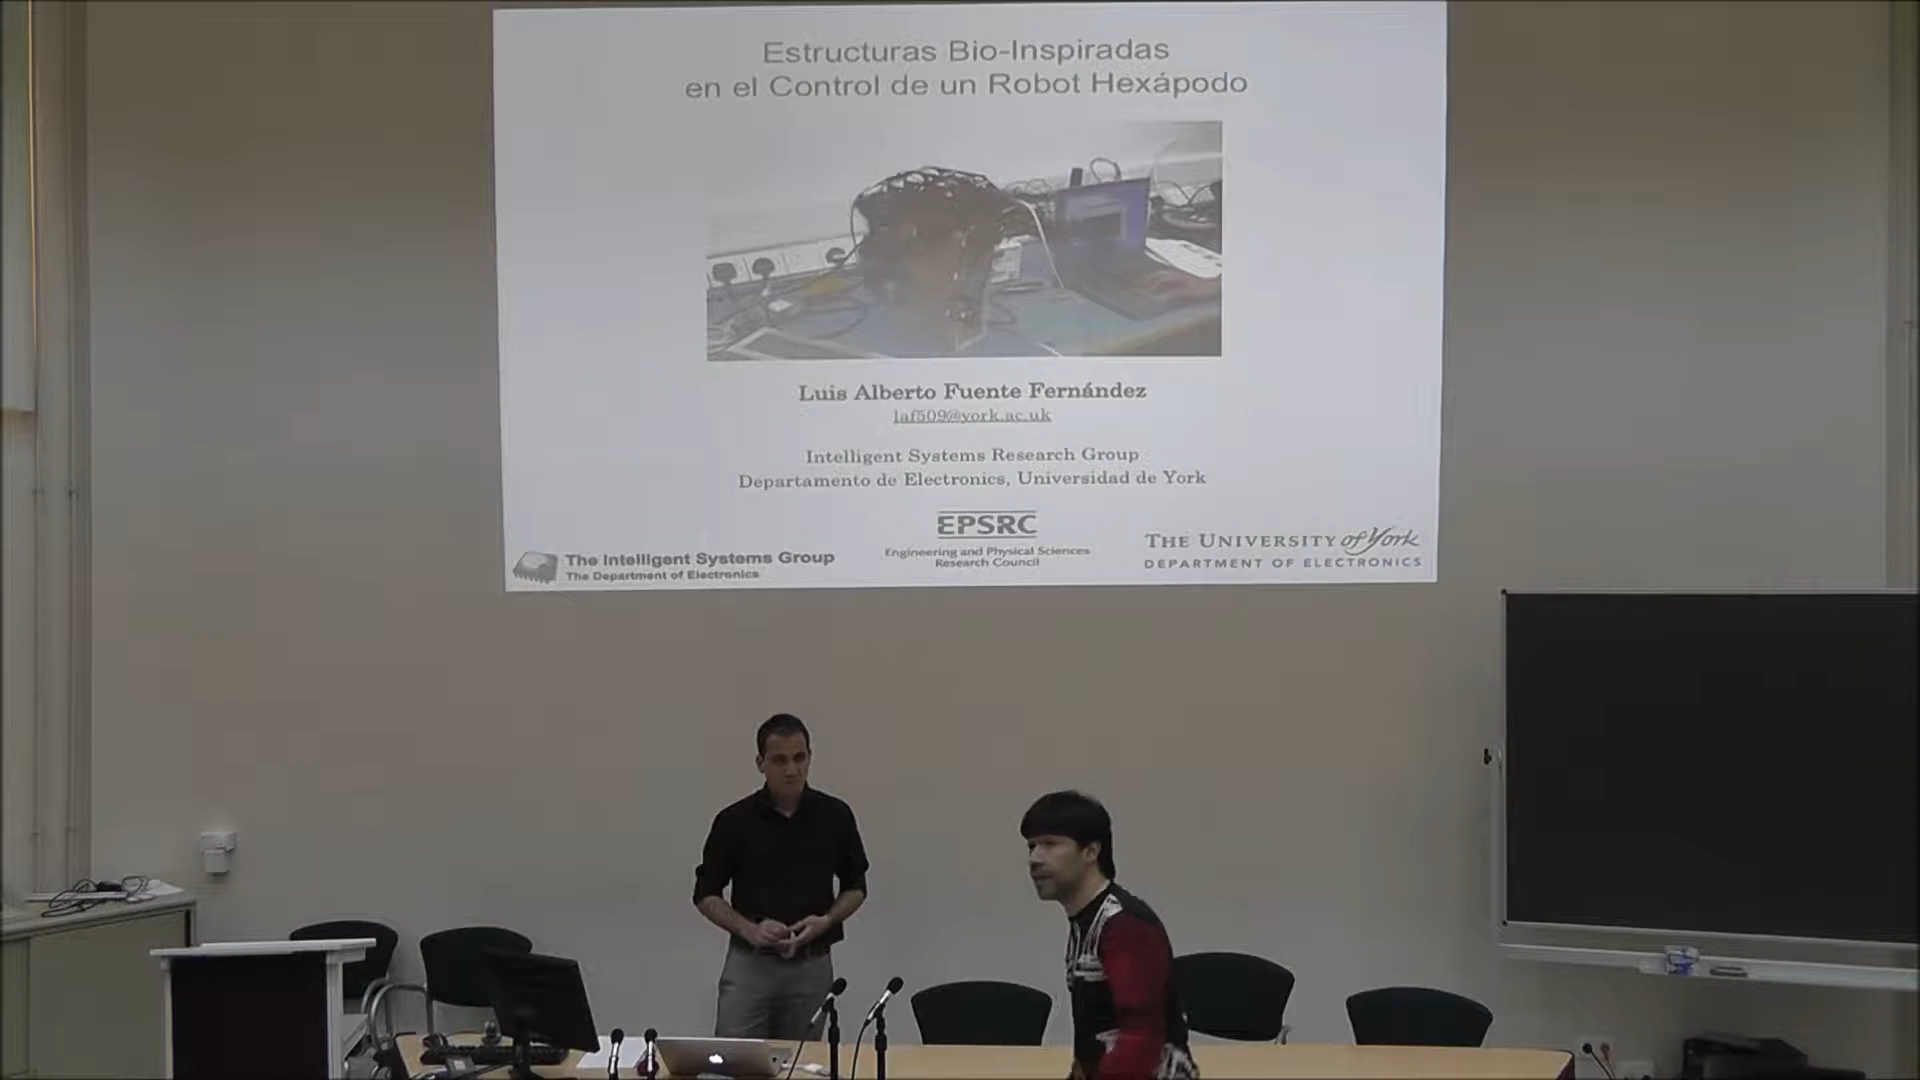 Estructuras Bio-Inspiradas
en el Control de un Robot Hexápodo
Luis Alberto Fuente Fernández
laf509@york.ac.uk
Intelligent Systems Research Group
Departamento de Electronics, Universidad de York
EPSRC
Engineering and Physical Sciences
Research Council
The Intelligent Systems Group
The Department of Electronics
THE UNIVERSITY of York
DEPARTMENT OF ELECTRONICS